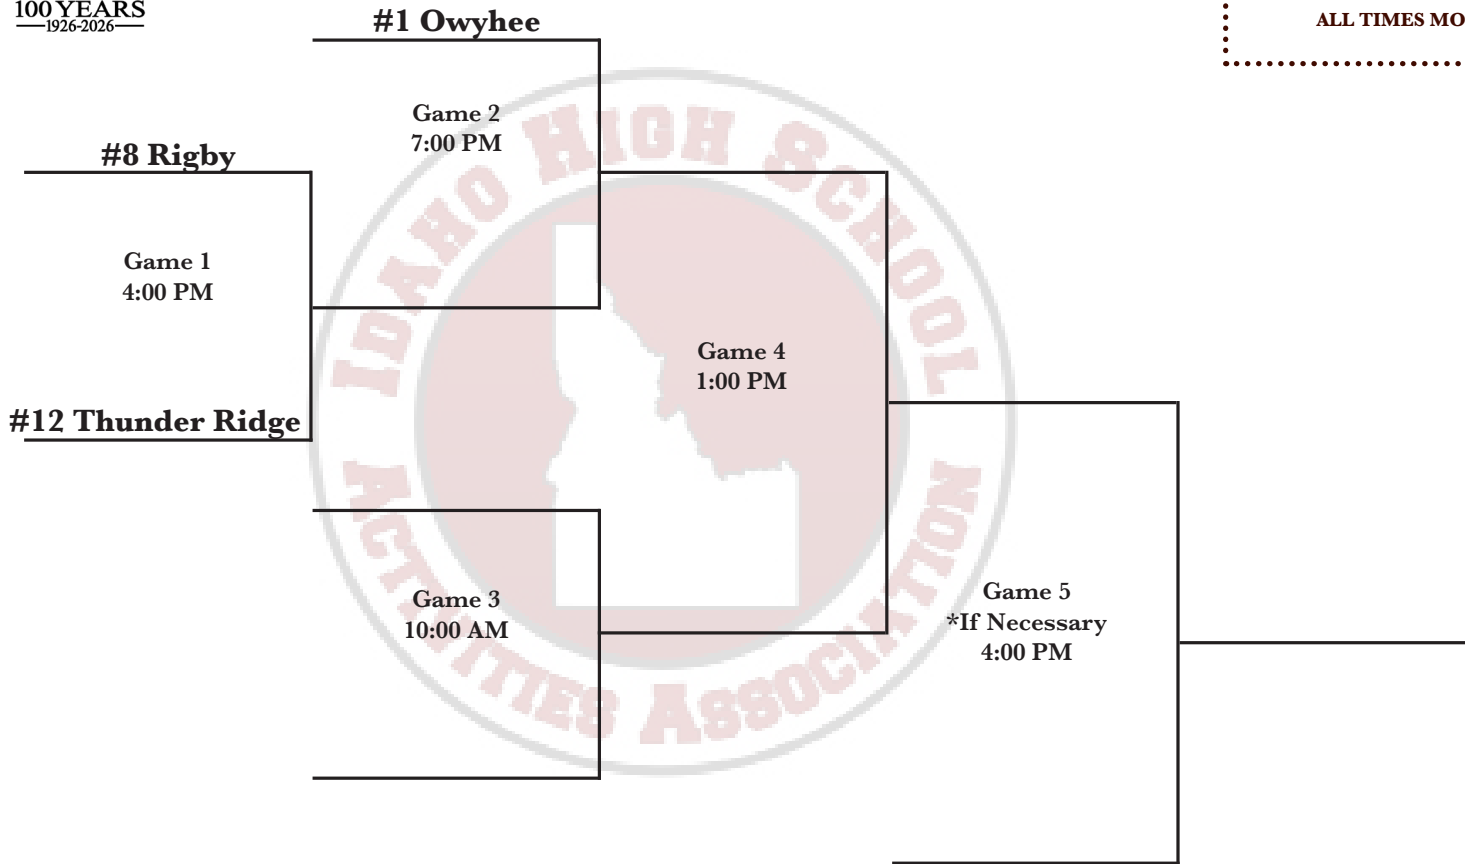 100 YEARS
1926-2026
ALL TIMES MO
#1 Owyhee
Game 2
7:00 PM
#8 Rigby
Game 1
4:00 PM
#12 Thunder Ridge
Game 4
1:00 PM
Game 3
10:00 AM
Game 5
*If Necessary
4:00 PM
IDAHO HIGH SCHOOL
ACTIVITIES ASSOCIATION